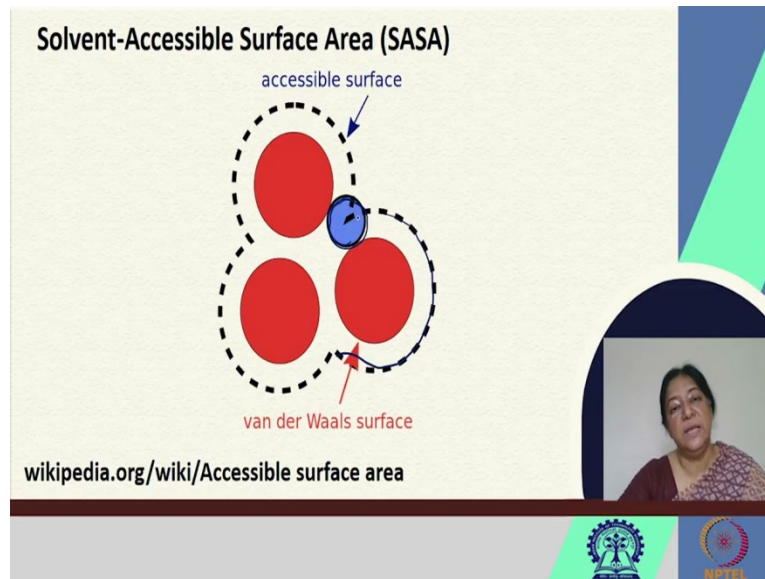 Solvent-Accessible Surface Area (SASA)
accessible surface
van der Waals surface
wikipedia.org/wiki/Accessible surface area
NPTEL